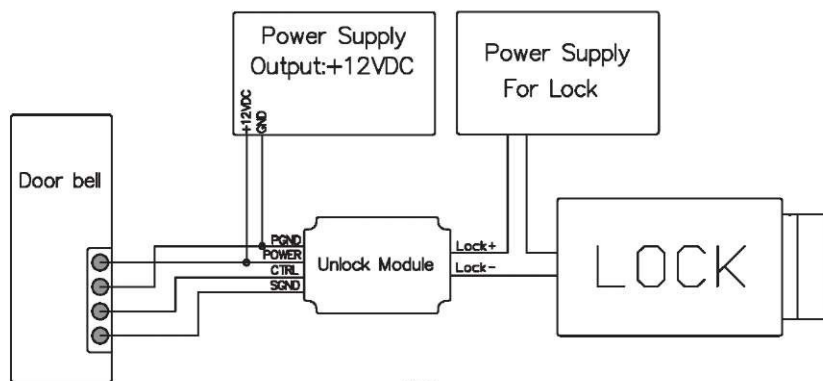 Power Supply
Output:+12VDC
+12VDC
GND
Power Supply
For Lock
Door bell
PGND
POWER
CTRL
SGND
Unlock Module
Lock+
Lock-
LOCK